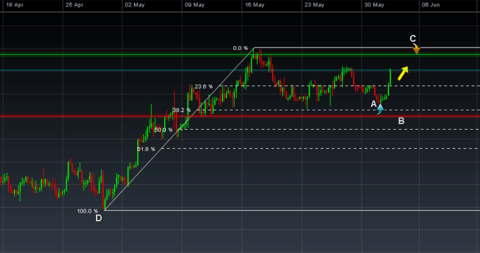 18 Apr 25 Apr 02 May 09 May 16 May 23 May 30 May 06 Jun
C
0.0 %
23.6 %
A
38.2 %
B
50.0 %
61.8 %
100.0 %
D